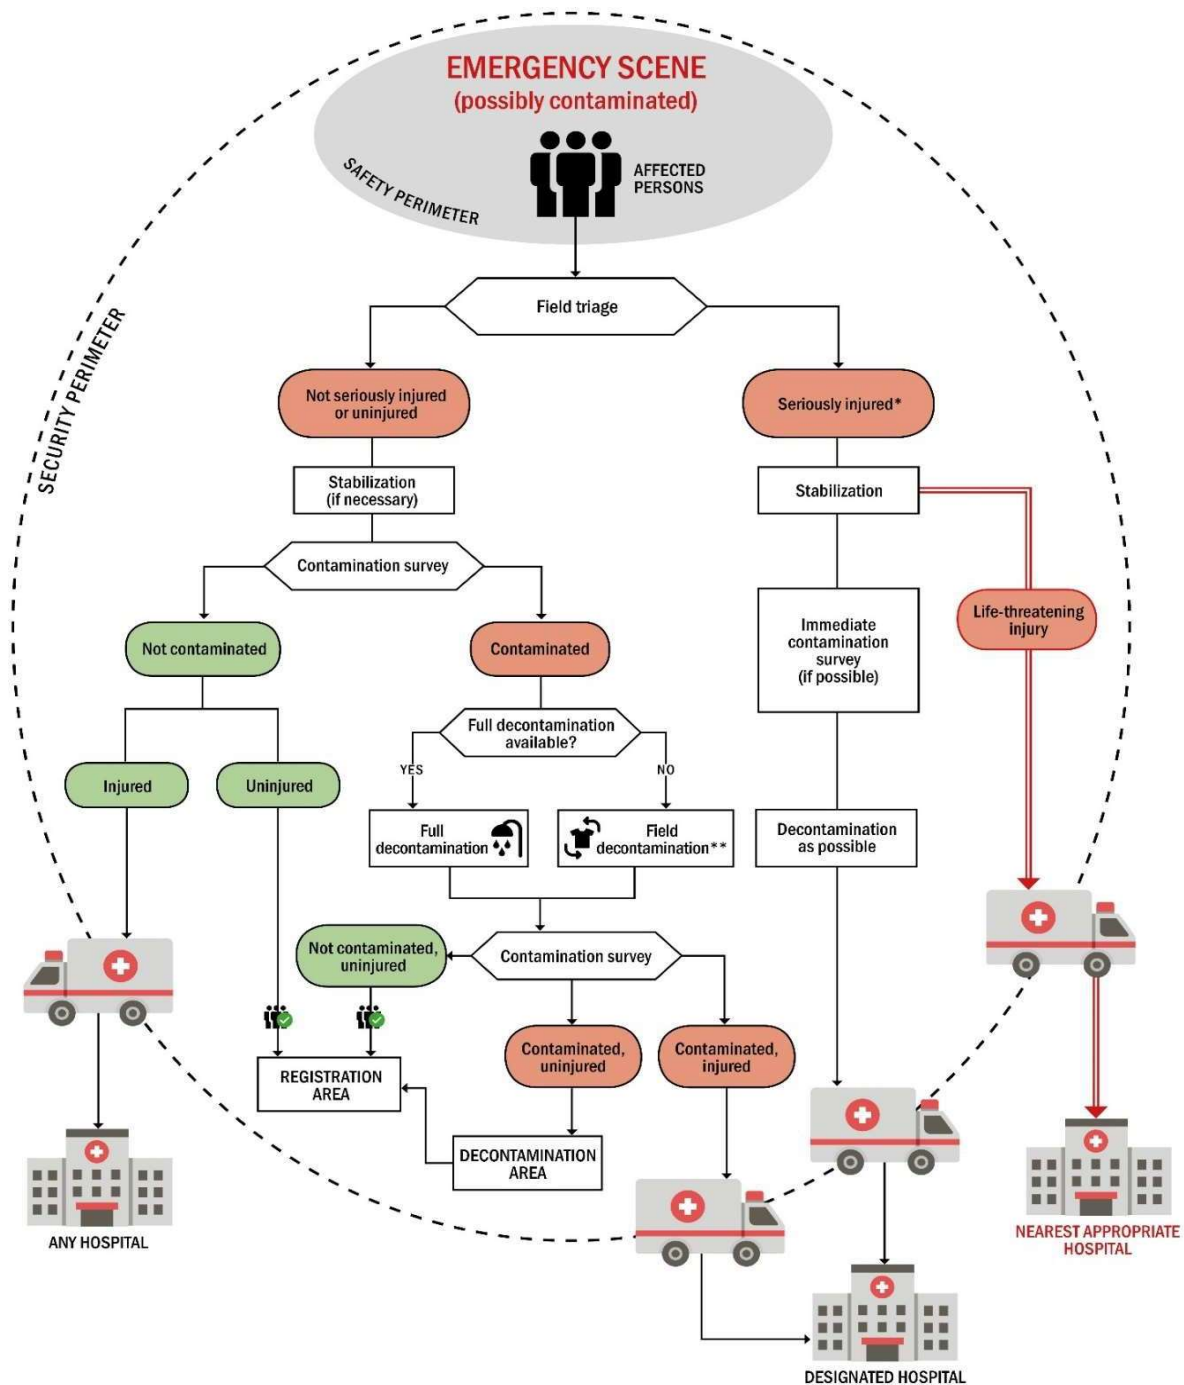 EMERGENCY SCENE
(possibly contaminated)
AFFECTED
PERSONS
SAFETY PERIMETER
SECURITY PERIMETER
Field triage
Not seriously injured
or uninjured
Seriously injured*
Stabilization
(if necessary)
Stabilization
Contamination survey
Life-threatening
injury
Immediate
contamination
survey
(if possible)
Not contaminated
Contaminated
Full decontamination
available?
YES
NO
Injured
Uninjured
Full
decontamination
Field
decontamination**
Decontamination
as possible
Not contaminated,
uninjured
Contamination survey
Contaminated,
uninjured
Contaminated,
injured
REGISTRATION
AREA
DECONTAMINATION
AREA
ANY HOSPITAL
NEAREST APPROPRIATE
HOSPITAL
DESIGNATED HOSPITAL